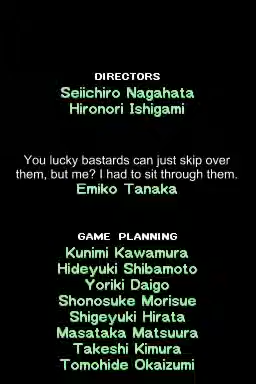 DIRECTORS
Seiichiro Nagahata
Hironori Ishigami
You lucky bastards can just skip over
them, but me? I had to sit through them.
Emiko Tanaka
GAME PLANNING
Kunimi Kawamura
Hideyuki Shibamoto
Yoriki Daigo
Shonosuke Morisue
Shigeyuki Hirata
Masataka Matsuura
Takeshi Kimura
Tomohide Okaizumi